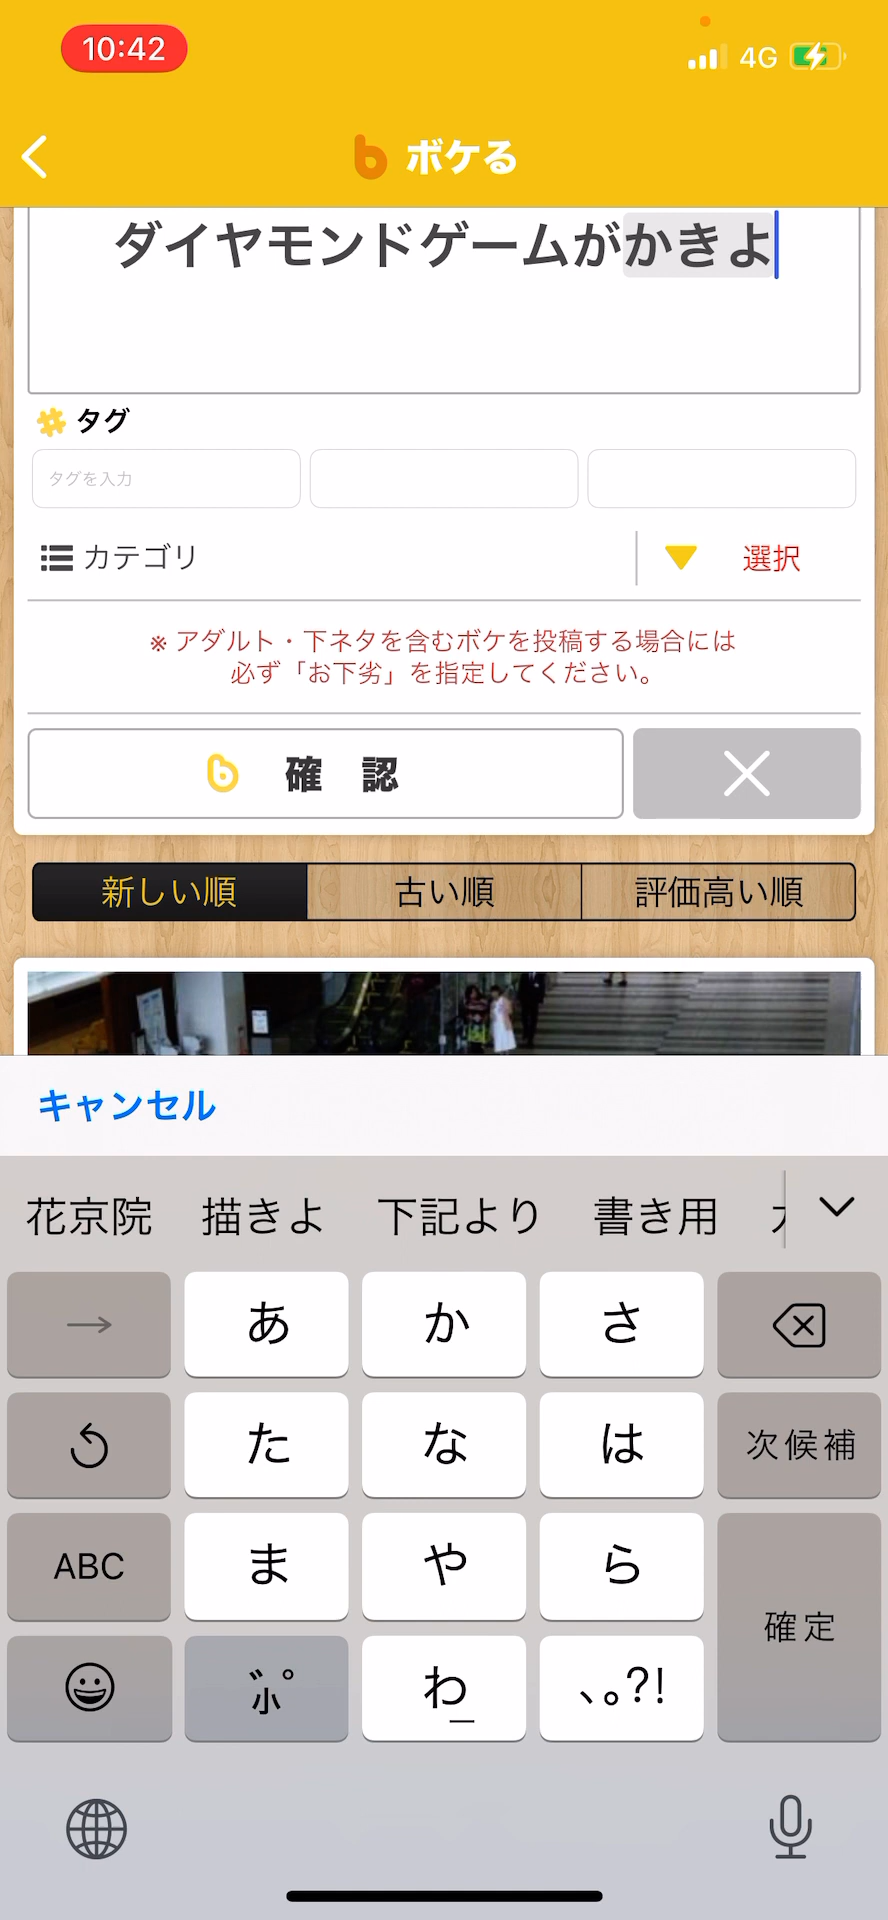 10:42
4G
ボケる
ダイヤモンドゲームがかきよ
タグ
タグを入力
カテゴリ
選択
※ アダルト・下ネタを含むボケを投稿する場合には
必ず「お下劣」を指定してください。
確 認
新しい順
古い順
評価高い順
キャンセル
花京院 描きよ 下記より 書き用
→ あ か さ
た な は 次候補
ABC ま や ら
確定
小゛゜ わ_ 、。?!